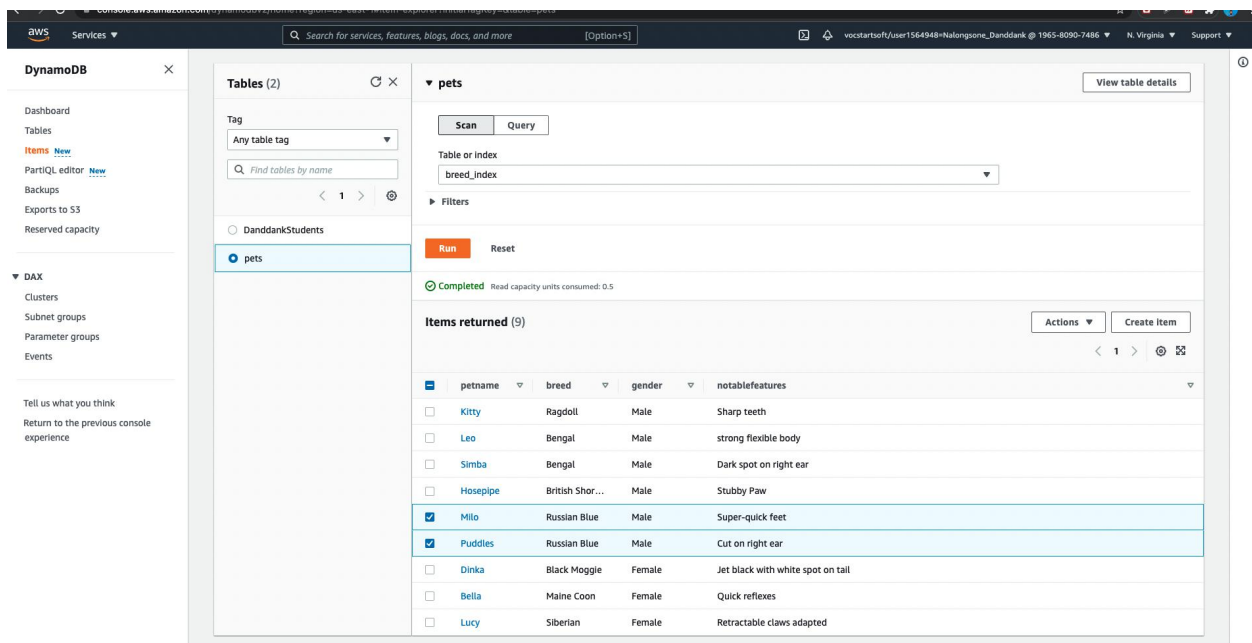 aws
Services ▼
Search for services, features, blogs, docs, and more [Option+S]
vocstartsoft/user1564948=Nalongsone_Danddank @ 1965-8090-7486 ▼
N. Virginia ▼
Support ▼
DynamoDB
Dashboard
Tables
Items New
PartiQL editor New
Backups
Exports to S3
Reserved capacity
▼ DAX
Clusters
Subnet groups
Parameter groups
Events
Tell us what you think
Return to the previous console
experience
Tables (2)
Tag
Any table tag
Find tables by name
< 1 >
DanddankStudents
pets
▼ pets
View table details
Scan Query
Table or index
breed_index
▶ Filters
Run Reset
Completed Read capacity units consumed: 0.5
Items returned (9)
Actions ▼ Create item
< 1 >
petname breed gender notablefeatures
Kitty Ragdoll Male Sharp teeth
Leo Bengal Male strong flexible body
Simba Bengal Male Dark spot on right ear
Hosepipe British Shor... Male Stubby Paw
Milo Russian Blue Male Super-quick feet
Puddles Russian Blue Male Cut on right ear
Dinka Black Moggie Female Jet black with white spot on tail
Bella Maine Coon Female Quick reflexes
Lucy Siberian Female Retractable claws adapted